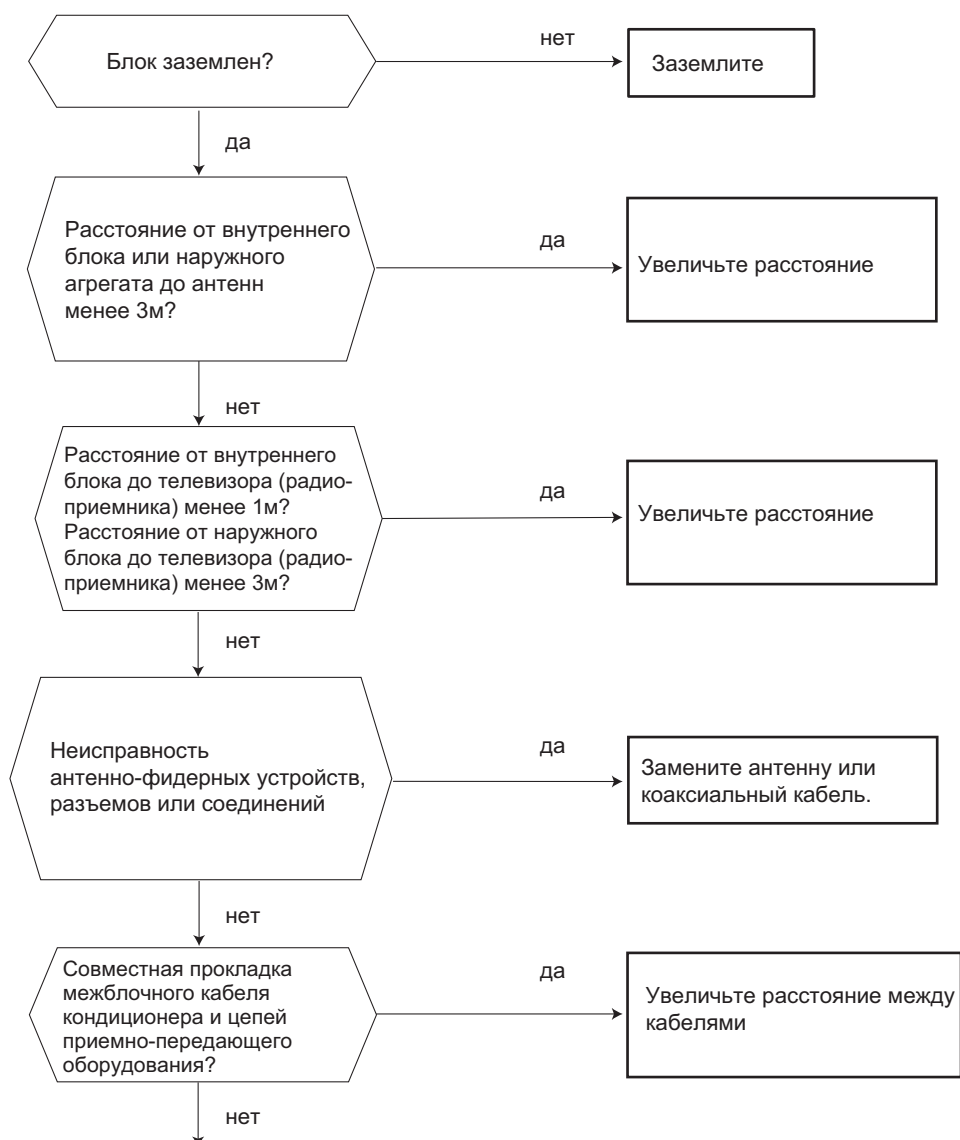 Блок заземлен?
нет
Заземлите
да
Расстояние от внутреннего
блока или наружного
агрегата до антенн
менее 3м?
да
Увеличьте расстояние
нет
Расстояние от внутреннего
блока до телевизора (радио-
приемника) менее 1м?
Расстояние от наружного
блока до телевизора (радио-
приемника) менее 3м?
да
Увеличьте расстояние
нет
Неисправность
антенно-фидерных устройств,
разъемов или соединений
да
Замените антенну или
коаксиальный кабель.
нет
Совместная прокладка
межблочного кабеля
кондиционера и цепей
приемно-передающего
оборудования?
да
Увеличьте расстояние между
кабелями
нет